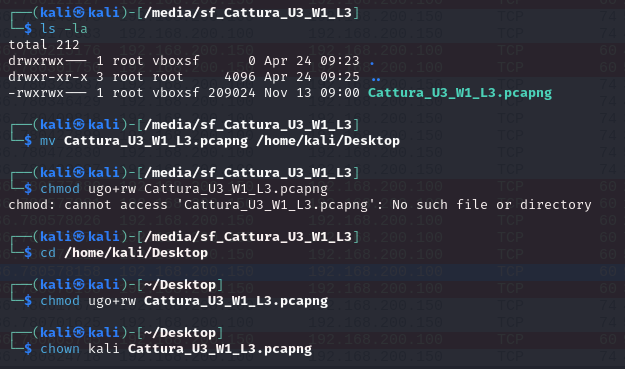 ┌──(kali㉿kali)-[/media/sf_Cattura_U3_W1_L3]
└─$ ls -la
total 212
drwxrwx--- 1 root vboxsf      0 Apr 24 09:23 .
drwxr-xr-x 3 root root     4096 Apr 24 09:25 ..
-rwxrwx--- 1 root vboxsf 209024 Nov 13 09:00 Cattura_U3_W1_L3.pcapng
┌──(kali㉿kali)-[/media/sf_Cattura_U3_W1_L3]
└─$ mv Cattura_U3_W1_L3.pcapng /home/kali/Desktop
┌──(kali㉿kali)-[/media/sf_Cattura_U3_W1_L3]
└─$ chmod ugo+rw Cattura_U3_W1_L3.pcapng
chmod: cannot access 'Cattura_U3_W1_L3.pcapng': No such file or directory
┌──(kali㉿kali)-[/media/sf_Cattura_U3_W1_L3]
└─$ cd /home/kali/Desktop
┌──(kali㉿kali)-[~/Desktop]
└─$ chmod ugo+rw Cattura_U3_W1_L3.pcapng
┌──(kali㉿kali)-[~/Desktop]
└─$ chown kali Cattura_U3_W1_L3.pcapng